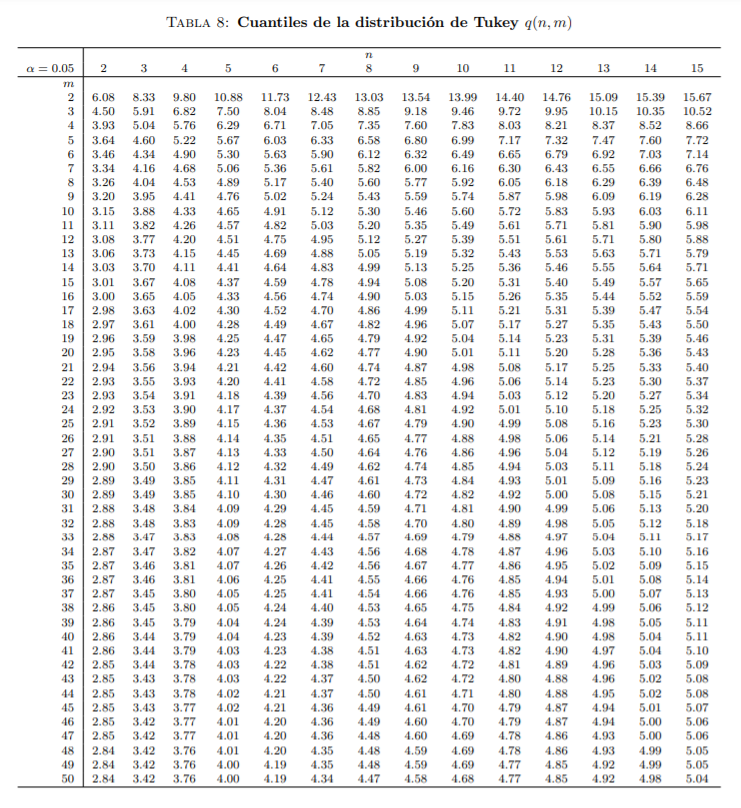 TABLA 8: Cuantiles de la distribución de Tukey q(n, m)
n
α = 0.05 2 3 4 5 6 7 8 9 10 11 12 13 14 15
m
2 6.08 8.33 9.80 10.88 11.73 12.43 13.03 13.54 13.99 14.40 14.76 15.09 15.39 15.67
3 4.50 5.91 6.82 7.50 8.04 8.48 8.85 9.18 9.46 9.72 9.95 10.15 10.35 10.52
4 3.93 5.04 5.76 6.29 6.71 7.05 7.35 7.60 7.83 8.03 8.21 8.37 8.52 8.66
5 3.64 4.60 5.22 5.67 6.03 6.33 6.58 6.80 6.99 7.17 7.32 7.47 7.60 7.72
6 3.46 4.34 4.90 5.30 5.63 5.90 6.12 6.32 6.49 6.65 6.79 6.92 7.03 7.14
7 3.34 4.16 4.68 5.06 5.36 5.61 5.82 6.00 6.16 6.30 6.43 6.55 6.66 6.76
8 3.26 4.04 4.53 4.89 5.17 5.40 5.60 5.77 5.92 6.05 6.18 6.29 6.39 6.48
9 3.20 3.95 4.41 4.76 5.02 5.24 5.43 5.59 5.74 5.87 5.98 6.09 6.19 6.28
10 3.15 3.88 4.33 4.65 4.91 5.12 5.30 5.46 5.60 5.72 5.83 5.93 6.03 6.11
11 3.11 3.82 4.26 4.57 4.82 5.03 5.20 5.35 5.49 5.61 5.71 5.81 5.90 5.98
12 3.08 3.77 4.20 4.51 4.75 4.95 5.12 5.27 5.39 5.51 5.61 5.71 5.80 5.88
13 3.06 3.73 4.15 4.45 4.69 4.88 5.05 5.19 5.32 5.43 5.53 5.63 5.71 5.79
14 3.03 3.70 4.11 4.41 4.64 4.83 4.99 5.13 5.25 5.36 5.46 5.55 5.64 5.71
15 3.01 3.67 4.08 4.37 4.59 4.78 4.94 5.08 5.20 5.31 5.40 5.49 5.57 5.65
16 3.00 3.65 4.05 4.33 4.56 4.74 4.90 5.03 5.15 5.26 5.35 5.44 5.52 5.59
17 2.98 3.63 4.02 4.30 4.52 4.70 4.86 4.99 5.11 5.21 5.31 5.39 5.47 5.54
18 2.97 3.61 4.00 4.28 4.49 4.67 4.82 4.96 5.07 5.17 5.27 5.35 5.43 5.50
19 2.96 3.59 3.98 4.25 4.47 4.65 4.79 4.92 5.04 5.14 5.23 5.31 5.39 5.46
20 2.95 3.58 3.96 4.23 4.45 4.62 4.77 4.90 5.01 5.11 5.20 5.28 5.36 5.43
21 2.94 3.56 3.94 4.21 4.42 4.60 4.74 4.87 4.98 5.08 5.17 5.25 5.33 5.40
22 2.93 3.55 3.93 4.20 4.41 4.58 4.72 4.85 4.96 5.06 5.14 5.23 5.30 5.37
23 2.93 3.54 3.91 4.18 4.39 4.56 4.70 4.83 4.94 5.03 5.12 5.20 5.27 5.34
24 2.92 3.53 3.90 4.17 4.37 4.54 4.68 4.81 4.92 5.01 5.10 5.18 5.25 5.32
25 2.91 3.52 3.89 4.15 4.36 4.53 4.67 4.79 4.90 4.99 5.08 5.16 5.23 5.30
26 2.91 3.51 3.88 4.14 4.35 4.51 4.65 4.77 4.88 4.98 5.06 5.14 5.21 5.28
27 2.90 3.51 3.87 4.13 4.33 4.50 4.64 4.76 4.86 4.96 5.04 5.12 5.19 5.26
28 2.90 3.50 3.86 4.12 4.32 4.49 4.62 4.74 4.85 4.94 5.03 5.11 5.18 5.24
29 2.89 3.49 3.85 4.11 4.31 4.47 4.61 4.73 4.84 4.93 5.01 5.09 5.16 5.23
30 2.89 3.49 3.85 4.10 4.30 4.46 4.60 4.72 4.82 4.92 5.00 5.08 5.15 5.21
31 2.88 3.48 3.84 4.09 4.29 4.45 4.59 4.71 4.81 4.90 4.99 5.06 5.13 5.20
32 2.88 3.48 3.83 4.09 4.28 4.45 4.58 4.70 4.80 4.89 4.98 5.05 5.12 5.18
33 2.88 3.47 3.83 4.08 4.28 4.44 4.57 4.69 4.79 4.88 4.97 5.04 5.11 5.17
34 2.87 3.47 3.82 4.07 4.27 4.43 4.56 4.68 4.78 4.87 4.96 5.03 5.10 5.16
35 2.87 3.46 3.81 4.07 4.26 4.42 4.56 4.67 4.77 4.86 4.95 5.02 5.09 5.15
36 2.87 3.46 3.81 4.06 4.25 4.41 4.55 4.66 4.76 4.85 4.94 5.01 5.08 5.14
37 2.87 3.45 3.80 4.05 4.25 4.41 4.54 4.66 4.76 4.85 4.93 5.00 5.07 5.13
38 2.86 3.45 3.80 4.05 4.24 4.40 4.53 4.65 4.75 4.84 4.92 4.99 5.06 5.12
39 2.86 3.45 3.79 4.04 4.24 4.39 4.53 4.64 4.74 4.83 4.91 4.98 5.05 5.11
40 2.86 3.44 3.79 4.04 4.23 4.39 4.52 4.63 4.73 4.82 4.90 4.98 5.04 5.11
41 2.86 3.44 3.79 4.03 4.23 4.38 4.51 4.63 4.73 4.82 4.90 4.97 5.04 5.10
42 2.85 3.44 3.78 4.03 4.22 4.38 4.51 4.62 4.72 4.81 4.89 4.96 5.03 5.09
43 2.85 3.43 3.78 4.03 4.22 4.37 4.50 4.62 4.72 4.80 4.88 4.96 5.02 5.08
44 2.85 3.43 3.78 4.02 4.21 4.37 4.50 4.61 4.71 4.80 4.88 4.95 5.02 5.08
45 2.85 3.43 3.77 4.02 4.21 4.36 4.49 4.61 4.70 4.79 4.87 4.94 5.01 5.07
46 2.85 3.42 3.77 4.01 4.20 4.36 4.49 4.60 4.70 4.79 4.87 4.94 5.00 5.06
47 2.85 3.42 3.77 4.01 4.20 4.36 4.48 4.60 4.69 4.78 4.86 4.93 5.00 5.06
48 2.84 3.42 3.76 4.01 4.20 4.35 4.48 4.59 4.69 4.78 4.86 4.93 4.99 5.05
49 2.84 3.42 3.76 4.00 4.19 4.35 4.48 4.59 4.69 4.77 4.85 4.92 4.99 5.05
50 2.84 3.42 3.76 4.00 4.19 4.34 4.47 4.58 4.68 4.77 4.85 4.92 4.98 5.04